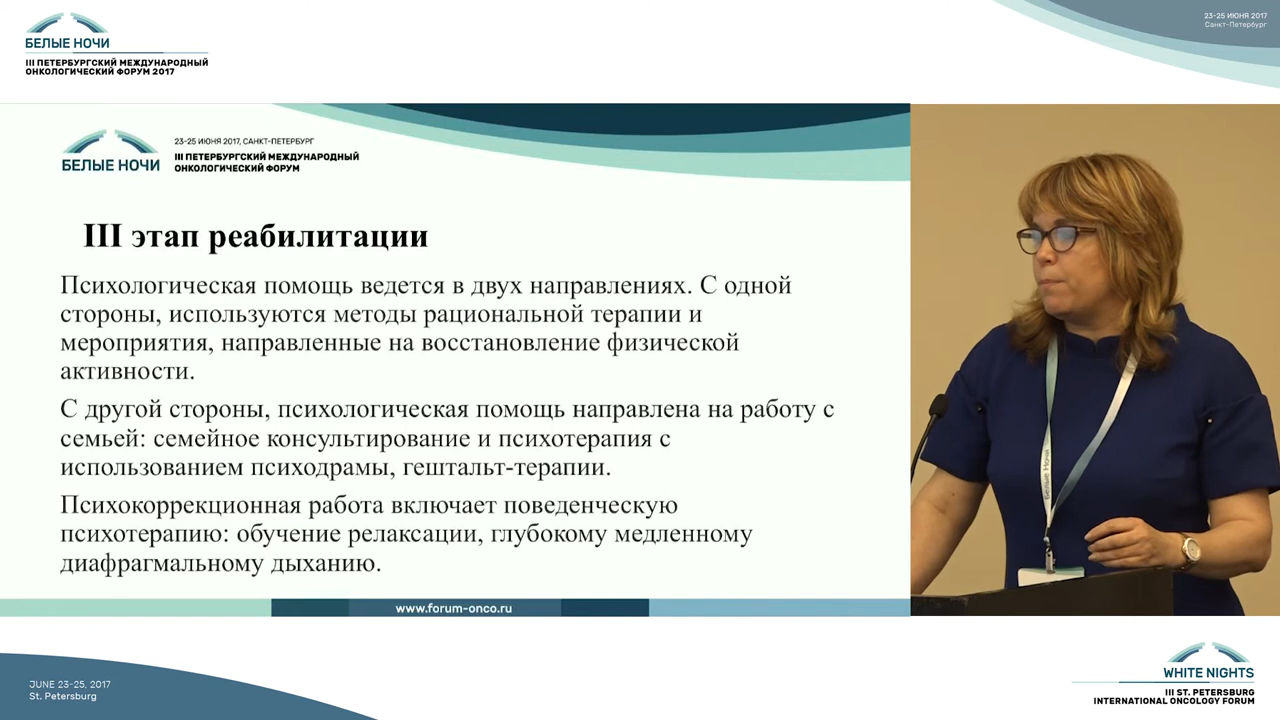 БЕЛЫЕ НОЧИ
III ПЕТЕРБУРГСКИЙ МЕЖДУНАРОДНЫЙ
ОНКОЛОГИЧЕСКИЙ ФОРУМ 2017
23-25 ИЮНЯ 2017
Санкт-Петербург
БЕЛЫЕ НОЧИ
23-25 ИЮНЯ 2017, САНКТ-ПЕТЕРБУРГ
III ПЕТЕРБУРГСКИЙ МЕЖДУНАРОДНЫЙ
ОНКОЛОГИЧЕСКИЙ ФОРУМ
III этап реабилитации
Психологическая помощь ведется в двух направлениях. С одной
стороны, используются методы рациональной терапии и
мероприятия, направленные на восстановление физической
активности.
С другой стороны, психологическая помощь направлена на работу с
семьей: семейное консультирование и психотерапия с
использованием психодрамы, гештальт-терапии.
Психокоррекционная работа включает поведенческую
психотерапию: обучение релаксации, глубокому медленному
диафрагмальному дыханию.
www.forum-onco.ru
Белые Ночи
JUNE 23-25, 2017
St. Petersburg
WHITE NIGHTS
III ST. PETERSBURG
INTERNATIONAL ONCOLOGY FORUM